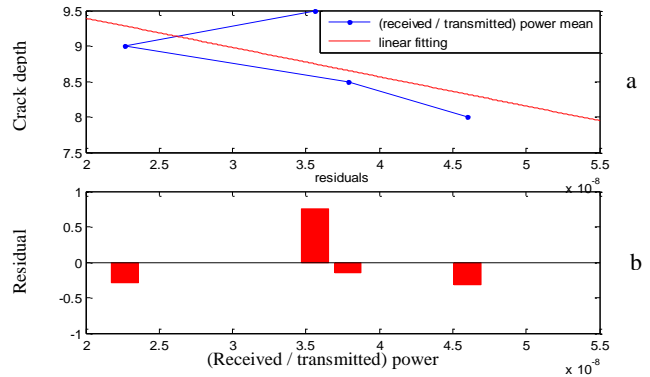 9.5
9
8.5
8
7.5
Crack depth
(received / transmitted) power mean
linear fitting
a
2 2.5 3 3.5 4 4.5 5 5.5
x 10^-8
residuals
1
0.5
0
-0.5
-1
Residual
b
2 2.5 3 3.5 4 4.5 5 5.5
x 10^-8
(Received / transmitted) power